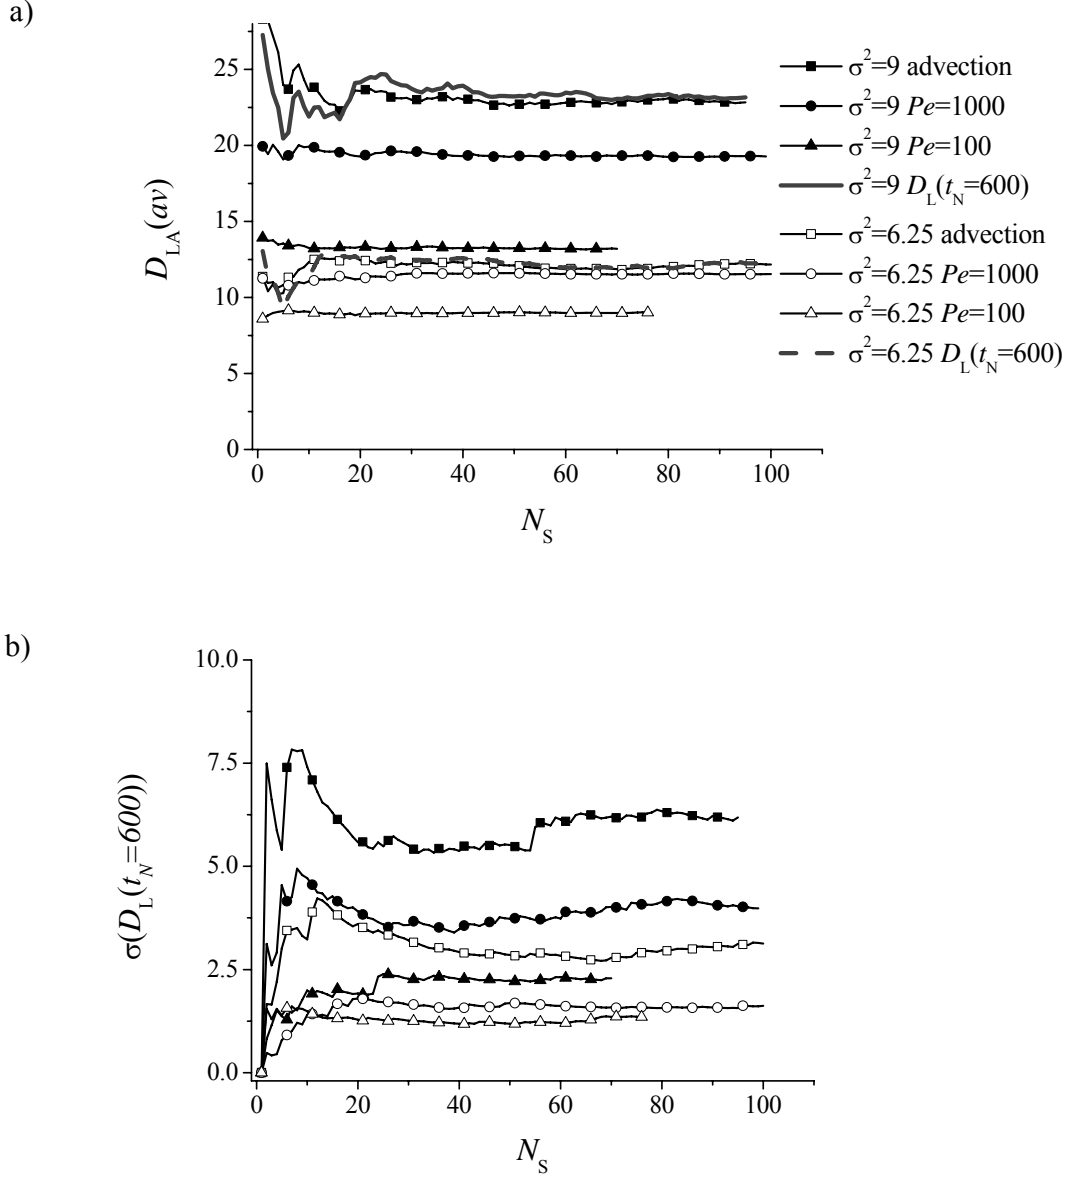 a)
25
20
15
10
5
0
D_LA(av)
0 20 40 60 80 100
N_S
σ²=9 advection
σ²=9 Pe=1000
σ²=9 Pe=100
σ²=9 D_L(t_N=600)
σ²=6.25 advection
σ²=6.25 Pe=1000
σ²=6.25 Pe=100
σ²=6.25 D_L(t_N=600)
b)
10.0
7.5
5.0
2.5
0.0
σ(D_L(t_N=600))
0 20 40 60 80 100
N_S